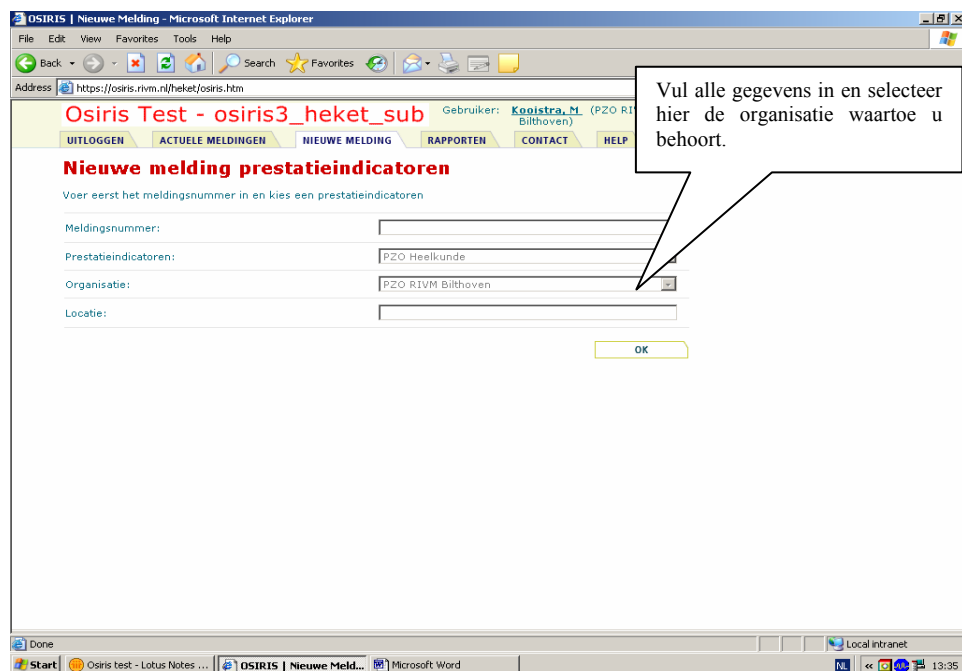 OSIRIS | Nieuwe Melding - Microsoft Internet Explorer
File Edit View Favorites Tools Help
Back Search Favorites
Address https://osiris.rivm.nl/heket/osiris.htm
Vul alle gegevens in en selecteer
hier de organisatie waartoe u
behoort.
Osiris Test - osiris3_heket_sub Gebruiker: Kooistra, M (PZO RI
Bilthoven)
UITLOGGEN ACTUELE MELDINGEN NIEUWE MELDING RAPPORTEN CONTACT HELP
Nieuwe melding prestatieindicatoren
Voer eerst het meldingsnummer in en kies een prestatieindicatoren
Meldingsnummer:
Prestatieindicatoren: PZO Heelkunde
Organisatie: PZO RIVM Bilthoven
Locatie:
OK
Done Local intranet
Start Osiris test - Lotus Notes ... OSIRIS | Nieuwe Meld... Microsoft Word NL « 13:35